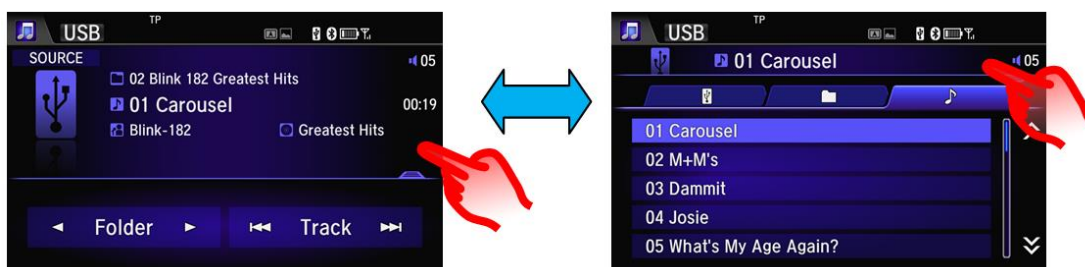 USB
TP
SOURCE
05
02 Blink 182 Greatest Hits
01 Carousel
00:19
Blink-182
Greatest Hits
Folder
Track
USB
TP
01 Carousel
05
01 Carousel
02 M+M's
03 Dammit
04 Josie
05 What's My Age Again?